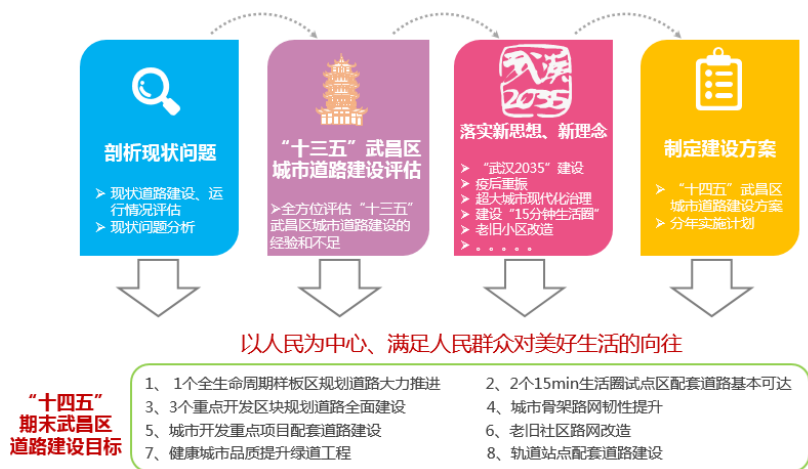 武漢
2035
剖析现状问题
➢ 现状道路建设、运
行情况评估
➢ 现状问题分析
“十三五”武昌区
城市道路建设评估
➢全方位评估“十三五”
武昌区城市道路建设的
经验和不足
落实新思想、新理念
➢ “武汉2035”建设
➢ 疫后重振
➢ 超大城市现代化治理
➢ 建设“15分钟生活圈”
➢ 老旧小区改造
➢ 。。。。。
制定建设方案
➢ “十四五”武昌区
城市道路建设方案
➢ 分年实施计划
以人民为中心、满足人民群众对美好生活的向往
“十四五”
期末武昌区
道路建设目标
1、 1个全生命周期样板区规划道路大力推进
2、2个15min生活圈试点区配套道路基本可达
3、 3个重点开发区块规划道路全面建设
4、 城市骨架路网韧性提升
5、 城市开发重点项目配套道路建设
6、 老旧社区路网改造
7、 健康城市品质提升绿道工程
8、 轨道站点配套道路建设